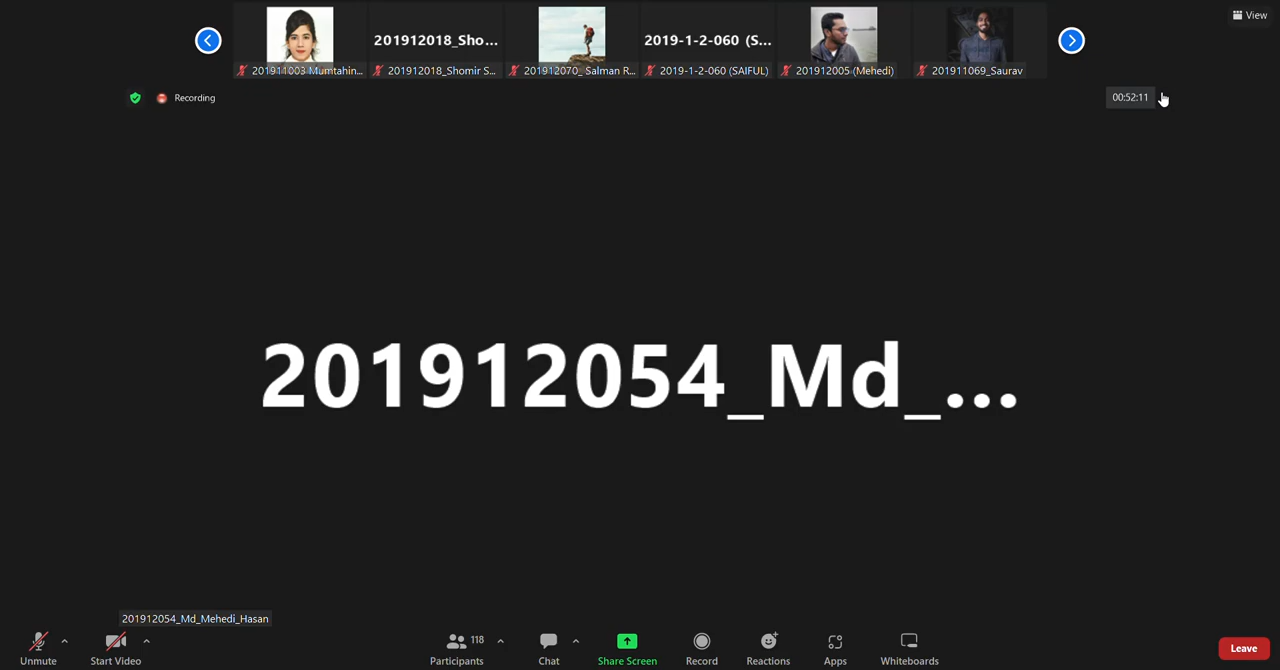 View
201912018_Sho...
2019-1-2-060 (S...
201911003 Mumtahin...
201912018_Shomir S...
201912070_ Salman R...
2019-1-2-060 (SAIFUL)
201912005 (Mehedi)
201911069_Saurav
Recording
00:52:11
201912054_Md_...
201912054_Md_Mehedi_Hasan
118
Unmute
Start Video
Participants
Chat
Share Screen
Record
Reactions
Apps
Whiteboards
Leave